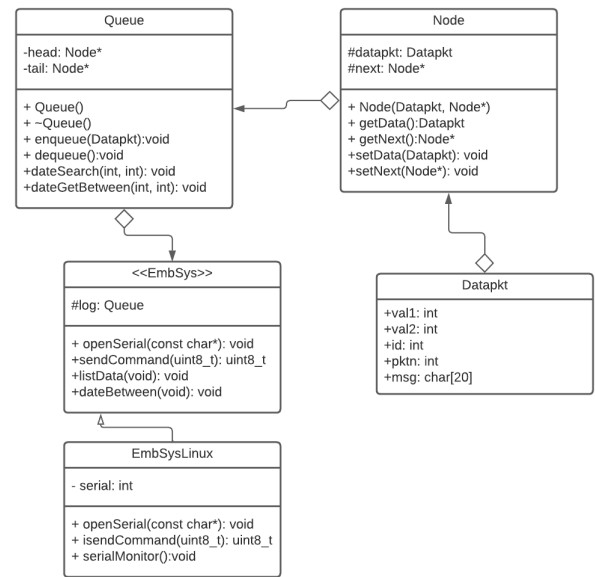 Queue
-head: Node*
-tail: Node*
+ Queue()
+ ~Queue()
+ enqueue(Datapkt):void
+ dequeue():void
+dateSearch(int, int): void
+dateGetBetween(int, int): void
Node
#datapkt: Datapkt
#next: Node*
+ Node(Datapkt, Node*)
+ getData():Datapkt
+ getNext():Node*
+setData(Datapkt): void
+setNext(Node*): void
<<EmbSys>>
#log: Queue
+ openSerial(const char*): void
+sendCommand(uint8_t): uint8_t
+listData(void): void
+dateBetween(void): void
Datapkt
+val1: int
+val2: int
+id: int
+pktn: int
+msg: char[20]
EmbSysLinux
- serial: int
+ openSerial(const char*): void
+ isendCommand(uint8_t): uint8_t
+ serialMonitor():void